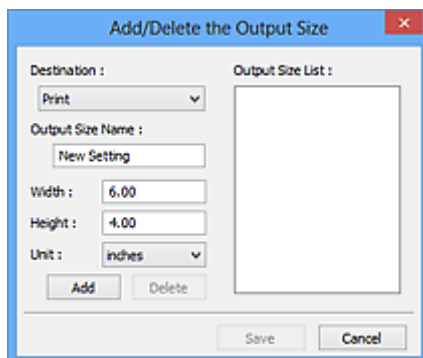 Add/Delete the Output Size
Destination :
Print
Output Size Name :
New Setting
Width :
6.00
Height :
4.00
Unit :
inches
Add
Delete
Output Size List :
Save
Cancel